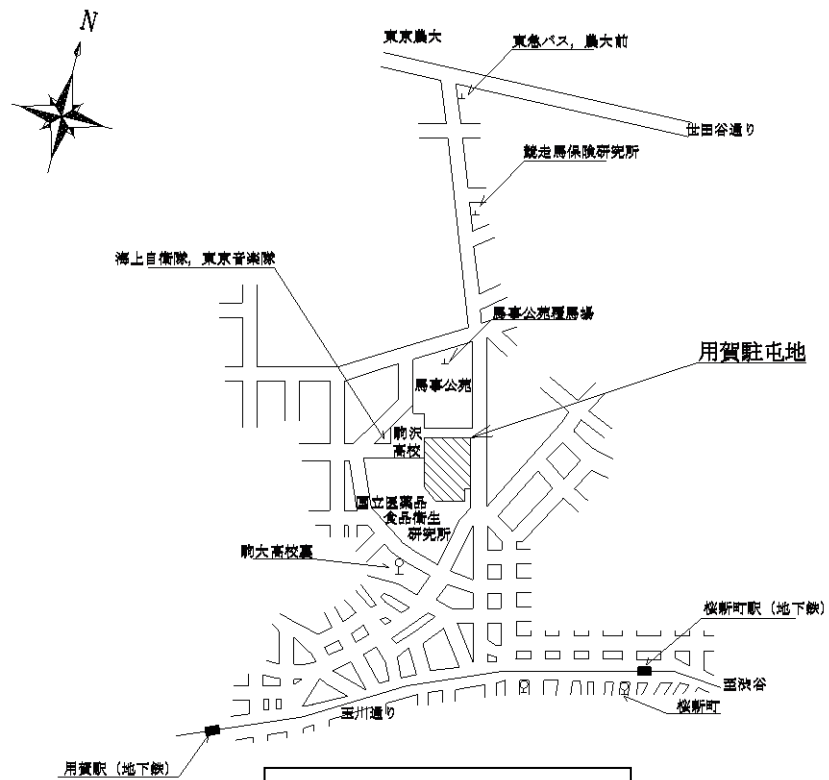 N
東京農大
東急バス，農大前
世田谷通り
競走馬保険研究所
海上自衛隊，東京音楽隊
馬事公苑種馬場
用賀駐屯地
馬事公苑
駒沢
高校
国立医薬品
食品衛生
研究所
駒大高校裏
桜新町駅（地下鉄）
至渋谷
桜新町
玉川通り
用賀駅（地下鉄）